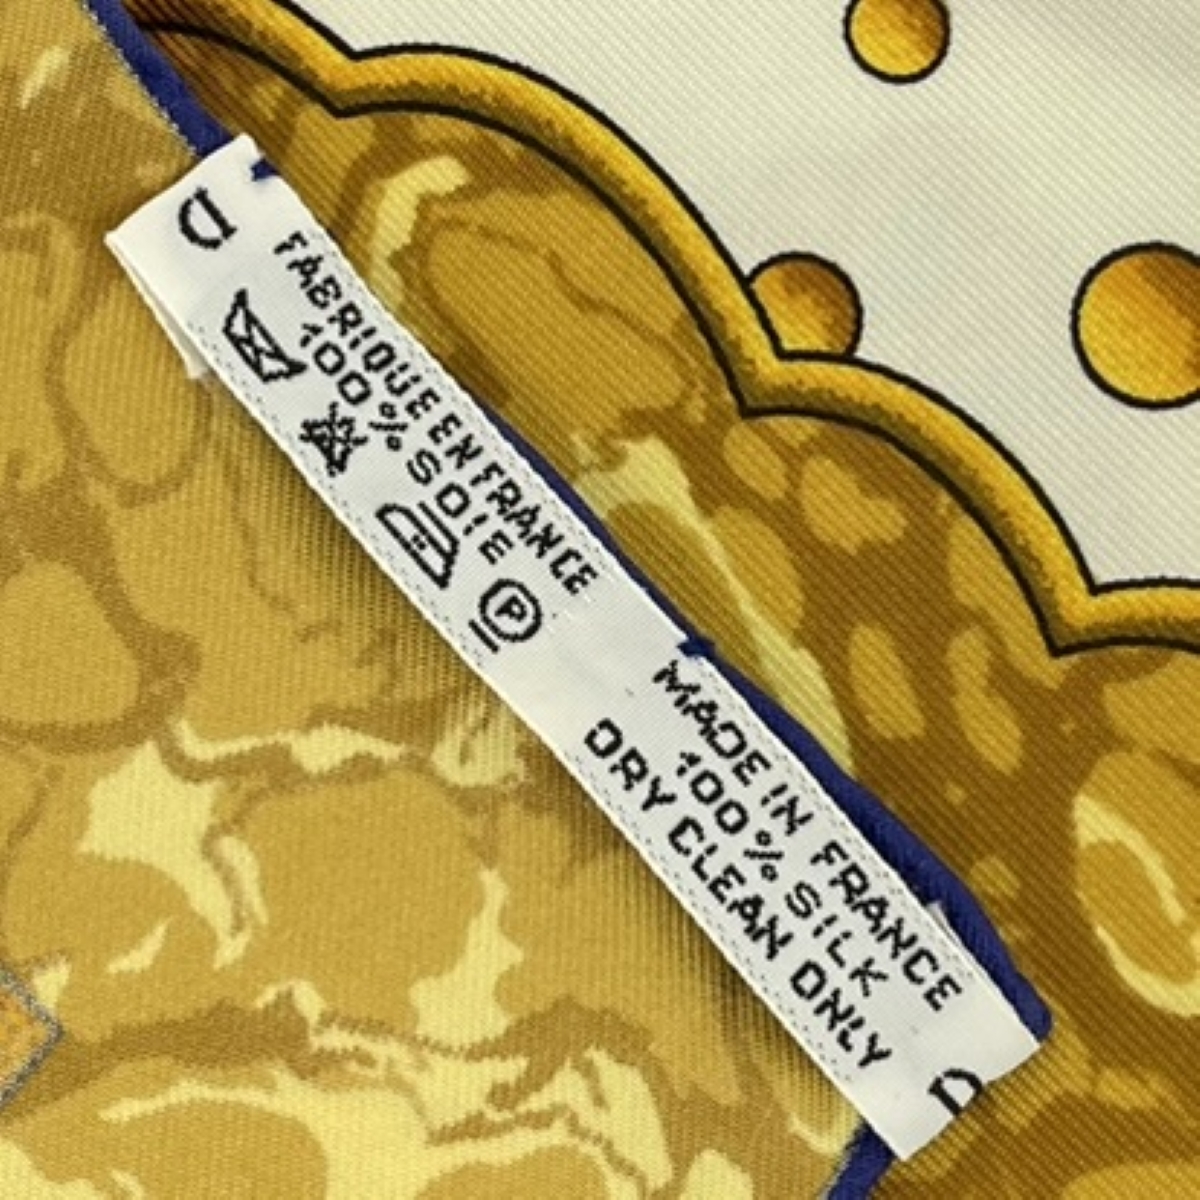 D
FABRIQUE EN FRANCE
100 % SOIE
P
MADE IN FRANCE
100 % SILK
DRY CLEAN ONLY
D